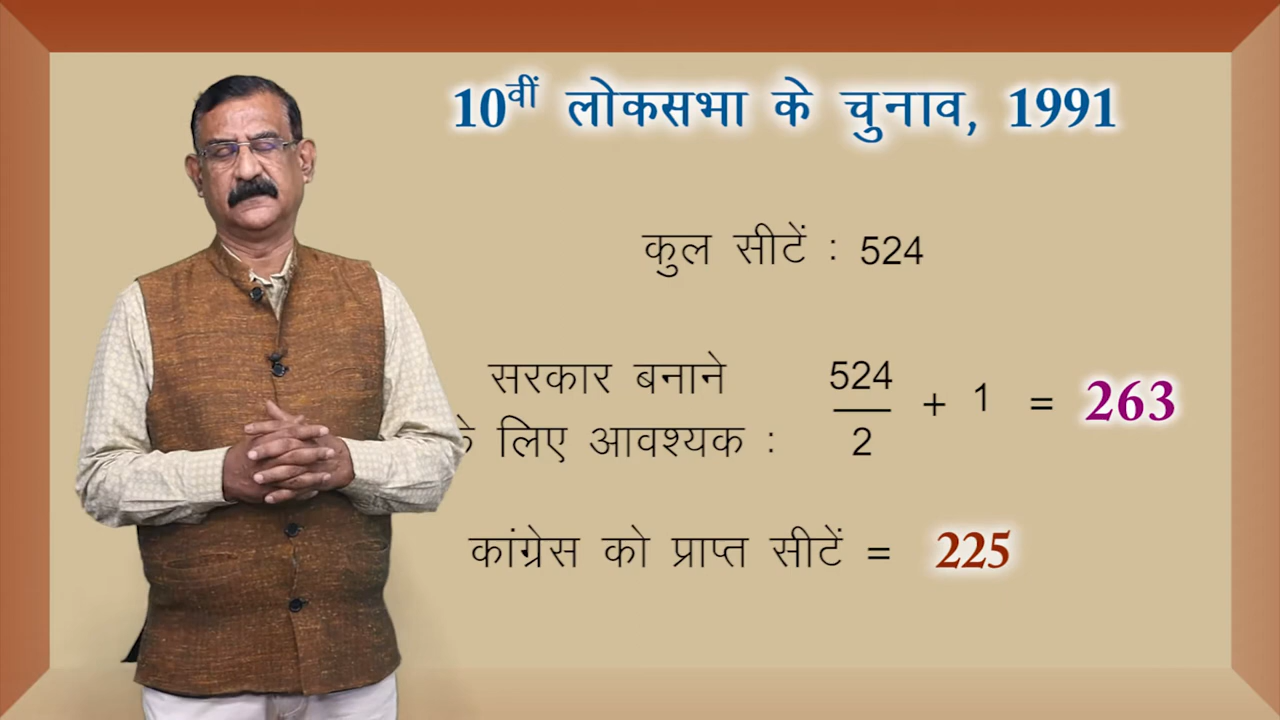 10वीं लोकसभा के चुनाव, 1991
कुल सीटें : 524
सरकार बनाने
के लिए आवश्यक : 524/2 + 1 = 263
कांग्रेस को प्राप्त सीटें = 225